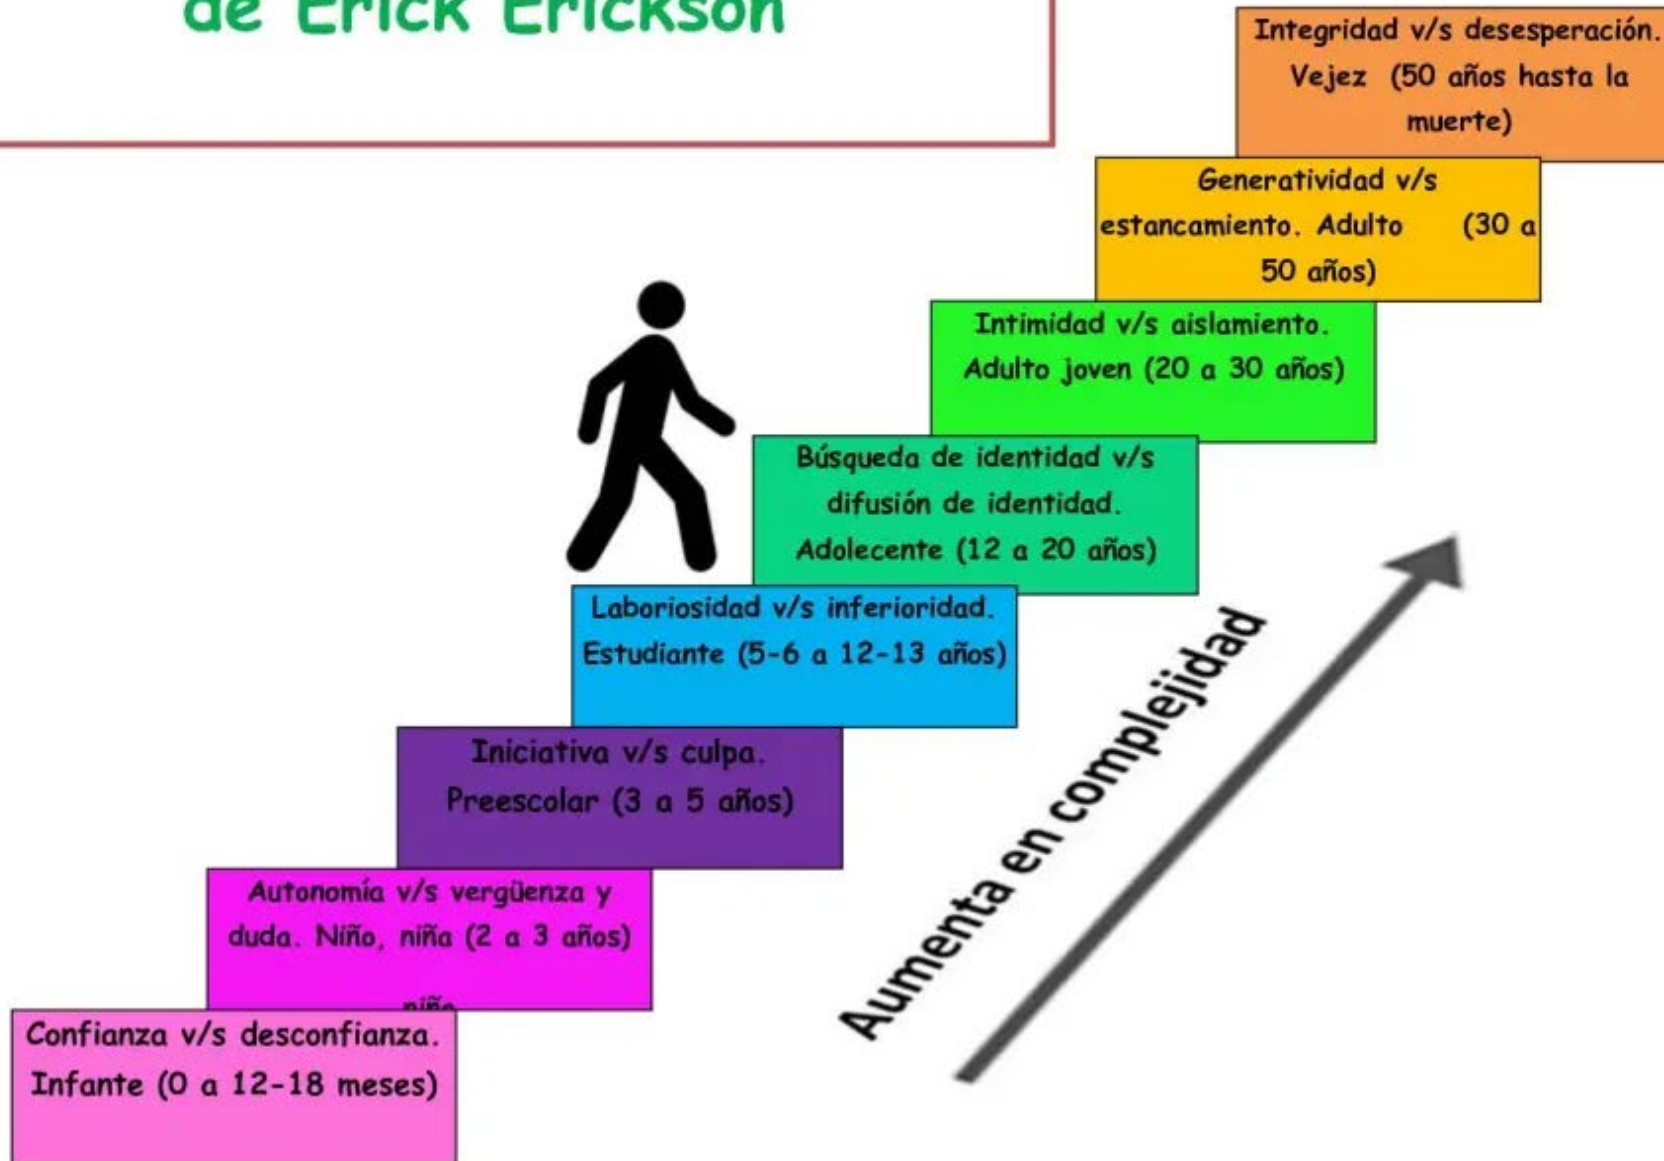 de Erick Erickson
Integridad v/s desesperación.
Vejez (50 años hasta la
muerte)
Generatividad v/s
estancamiento. Adulto (30 a
50 años)
Intimidad v/s aislamiento.
Adulto joven (20 a 30 años)
Búsqueda de identidad v/s
difusión de identidad.
Adolecente (12 a 20 años)
Laboriosidad v/s inferioridad.
Estudiante (5-6 a 12-13 años)
Iniciativa v/s culpa.
Preescolar (3 a 5 años)
Autonomía v/s vergüenza y
duda. Niño, niña (2 a 3 años)
niño
Confianza v/s desconfianza.
Infante (0 a 12-18 meses)
Aumenta en complejidad